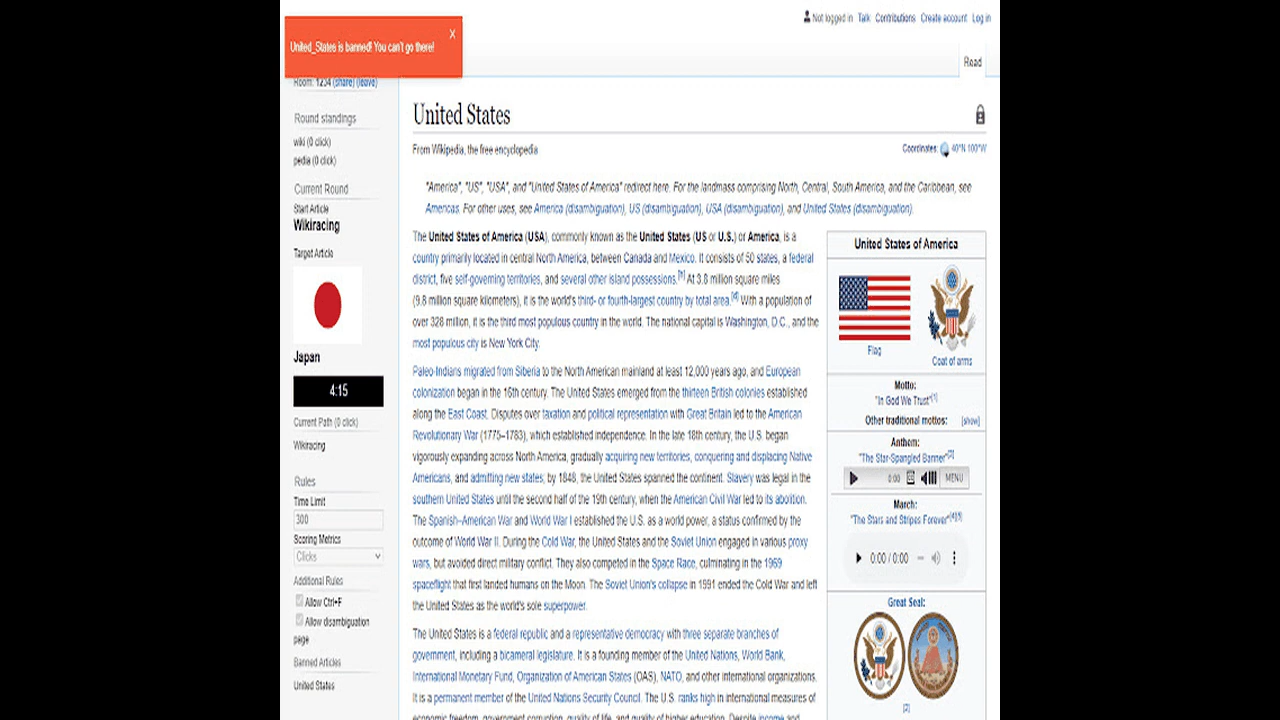 United_States is banned! You can't go there!
×
Not logged in Talk Contributions Create account Log in
Read
Room: 1234 (share) (leave)
Round standings
wiki (0 click)
pedia (0 click)
Current Round
Start Article
Wikiracing
Target Article
Japan
4:15
Current Path (0 click)
Wikiracing
Rules
Time Limit
300
Scoring Metrics
Clicks
Additional Rules
Allow Ctrl+F
Allow disambiguation
page
Banned Articles
United States
United States
From Wikipedia, the free encyclopedia
Coordinates: 40°N 100°W
"America", "US", "USA", and "United States of America" redirect here. For the landmass comprising North, Central, South America, and the Caribbean, see
Americas. For other uses, see America (disambiguation), US (disambiguation), USA (disambiguation), and United States (disambiguation).
The United States of America (USA), commonly known as the United States (US or U.S.) or America, is a
country primarily located in central North America, between Canada and Mexico. It consists of 50 states, a federal
district, five self-governing territories, and several other island possessions.[h] At 3.8 million square miles
(9.8 million square kilometers), it is the world's third- or fourth-largest country by total area.[d] With a population of
over 328 million, it is the third most populous country in the world. The national capital is Washington, D.C., and the
most populous city is New York City.
Paleo-Indians migrated from Siberia to the North American mainland at least 12,000 years ago, and European
colonization began in the 16th century. The United States emerged from the thirteen British colonies established
along the East Coast. Disputes over taxation and political representation with Great Britain led to the American
Revolutionary War (1775–1783), which established independence. In the late 18th century, the U.S. began
vigorously expanding across North America, gradually acquiring new territories, conquering and displacing Native
Americans, and admitting new states; by 1848, the United States spanned the continent. Slavery was legal in the
southern United States until the second half of the 19th century, when the American Civil War led to its abolition.
The Spanish–American War and World War I established the U.S. as a world power, a status confirmed by the
outcome of World War II. During the Cold War, the United States and the Soviet Union engaged in various proxy
wars, but avoided direct military conflict. They also competed in the Space Race, culminating in the 1969
spaceflight that first landed humans on the Moon. The Soviet Union's collapse in 1991 ended the Cold War and left
the United States as the world's sole superpower.
The United States is a federal republic and a representative democracy with three separate branches of
government, including a bicameral legislature. It is a founding member of the United Nations, World Bank,
International Monetary Fund, Organization of American States (OAS), NATO, and other international organizations.
It is a permanent member of the United Nations Security Council. The U.S. ranks high in international measures of
economic freedom, government corruption, quality of life, and quality of higher education. Despite income and
United States of America
Flag
Coat of arms
Motto:
"In God We Trust"[1]
Other traditional mottos: [show]
Anthem:
"The Star-Spangled Banner"[2]
0:00 MENU
March:
"The Stars and Stripes Forever"[4][5]
0:00 / 0:00
Great Seal: